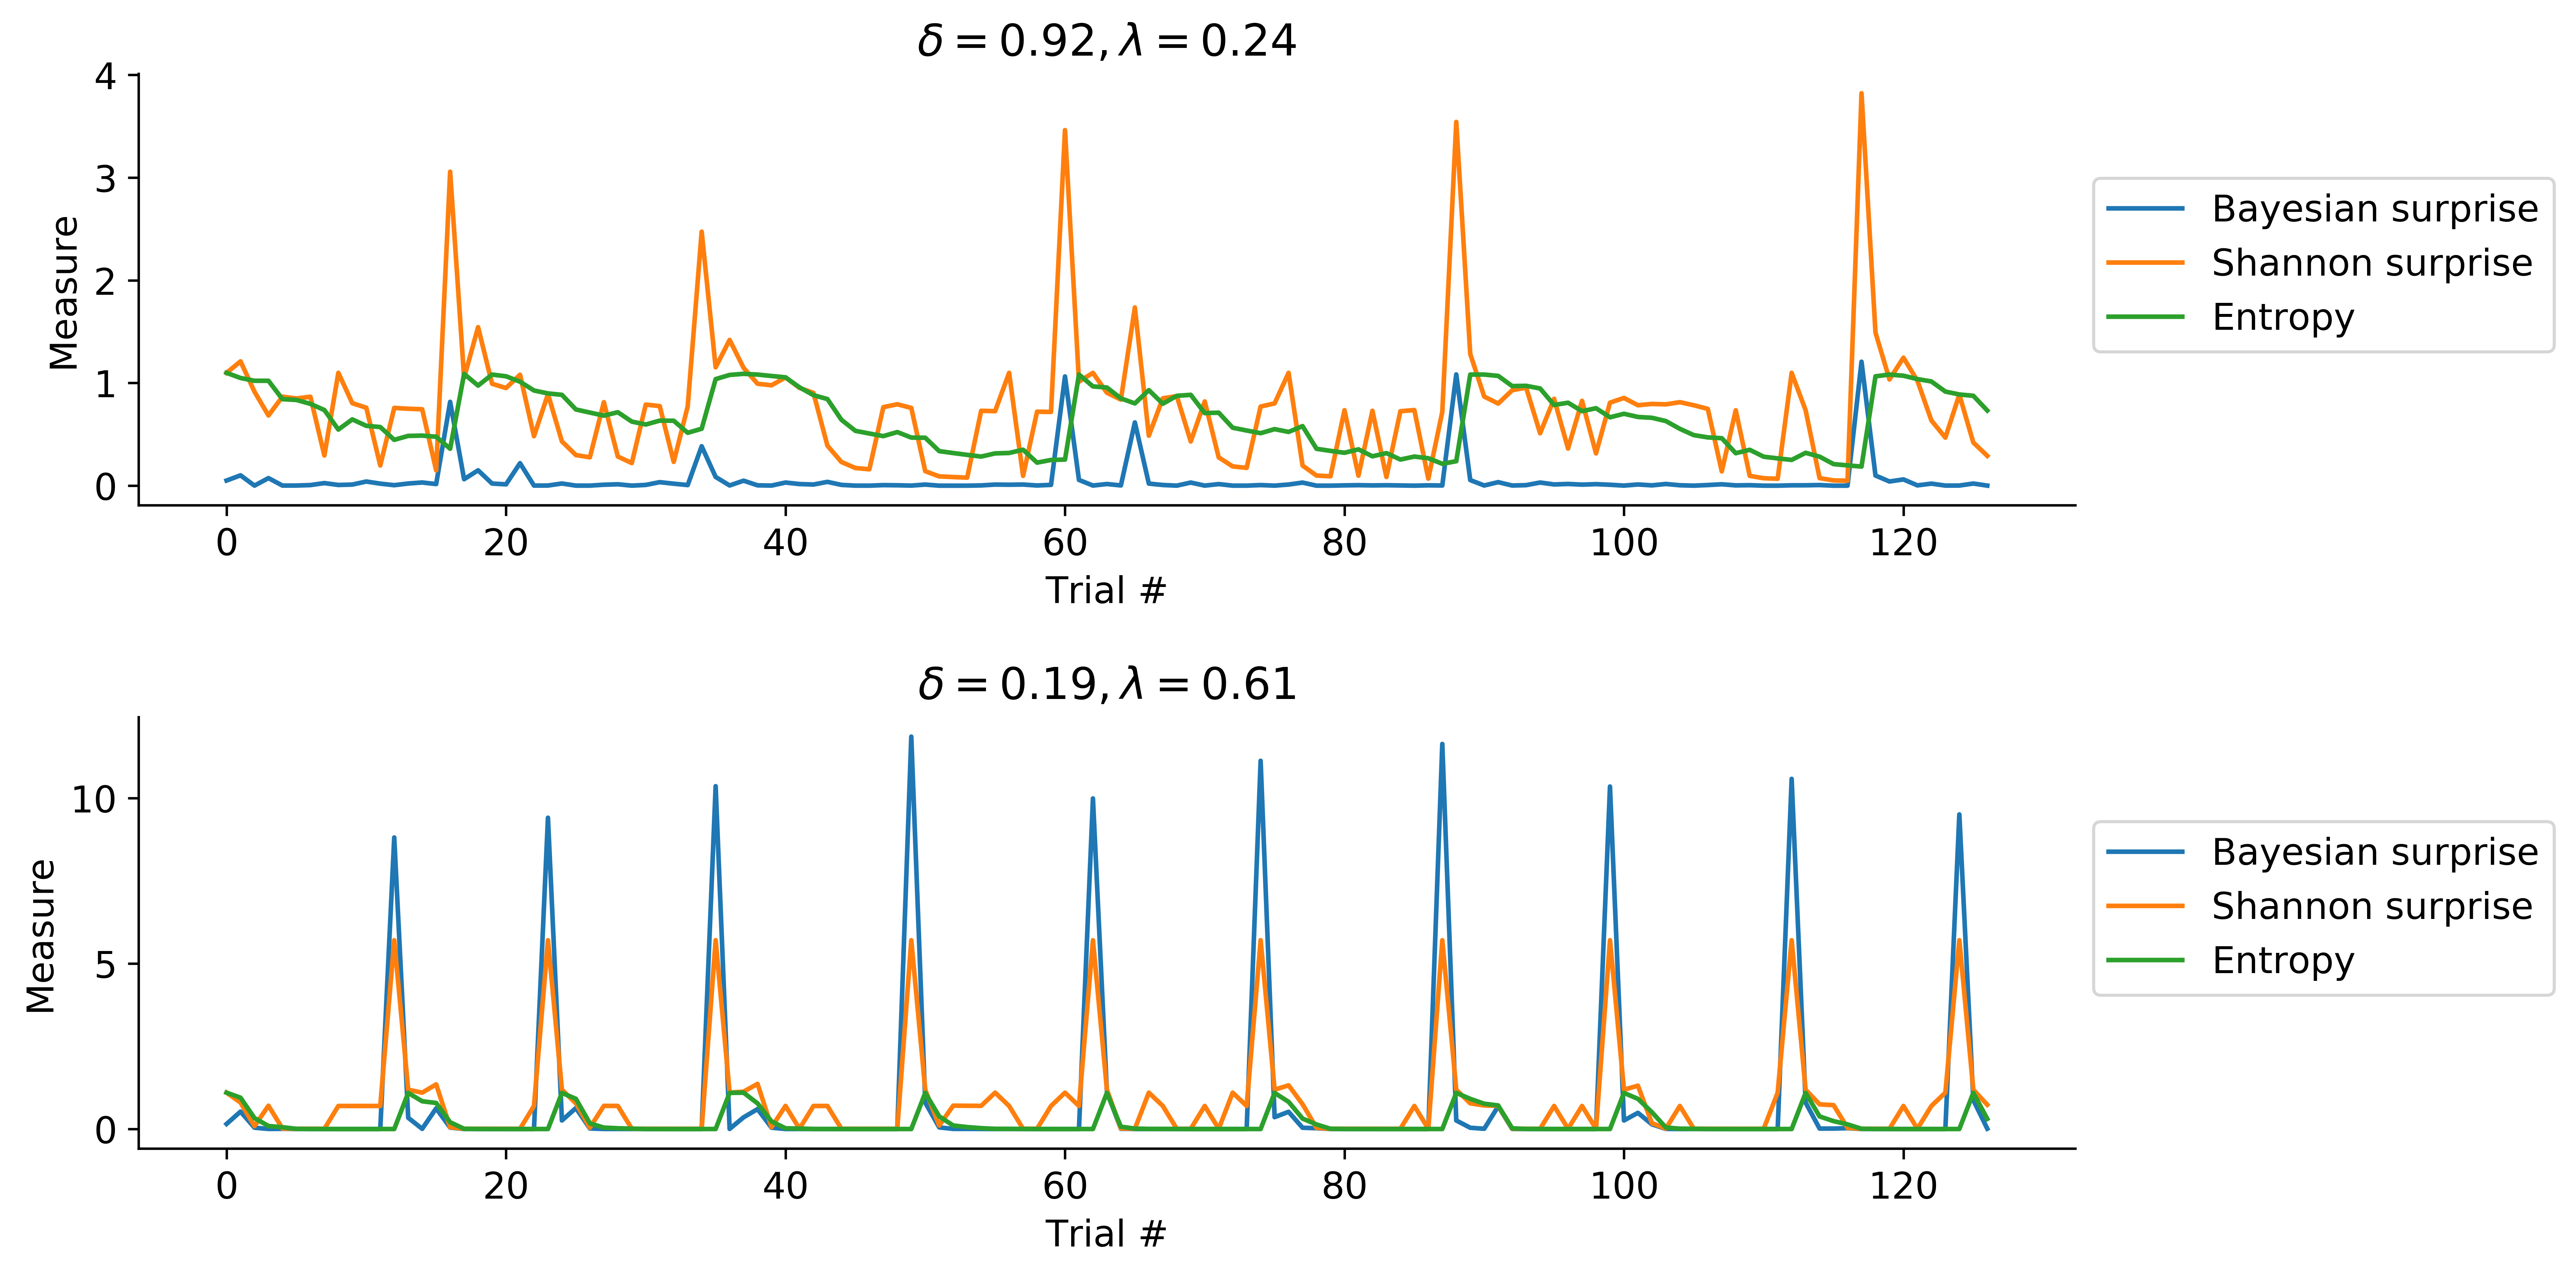 δ = 0.92, λ = 0.24
4
3
2
1
0
Measure
0 20 40 60 80 100 120
Trial #
Bayesian surprise
Shannon surprise
Entropy
δ = 0.19, λ = 0.61
10
5
0
Measure
0 20 40 60 80 100 120
Trial #
Bayesian surprise
Shannon surprise
Entropy